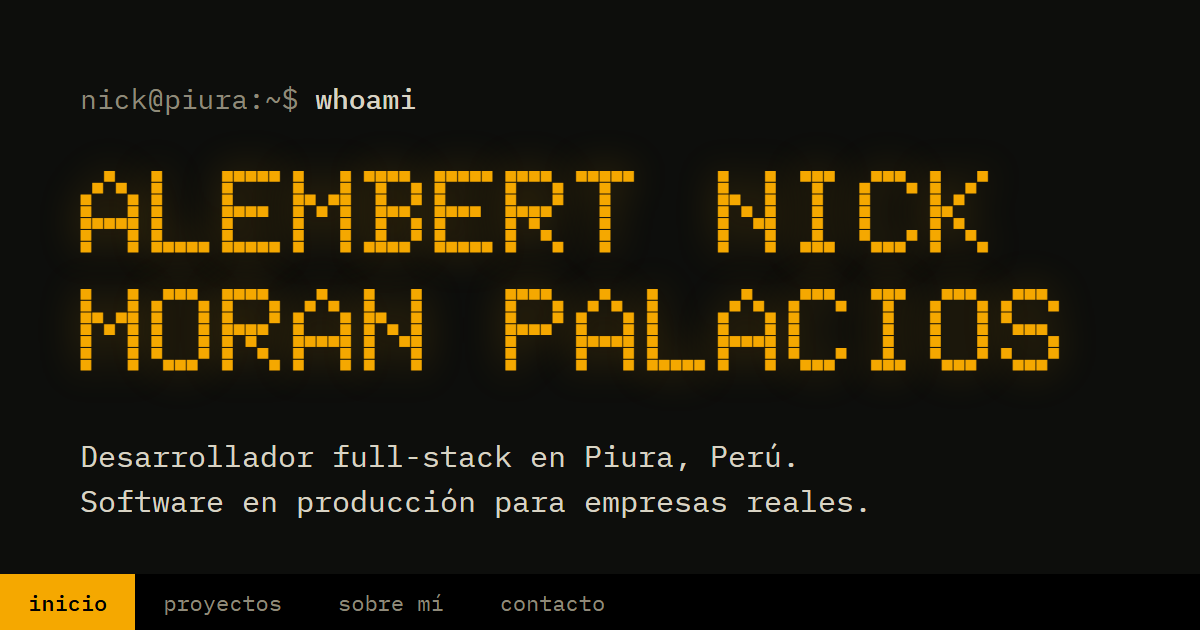 nick@piura:~$ whoami
ALEMBERT NICK
MORAN PALACIOS
Desarrollador full-stack en Piura, Perú.
Software en producción para empresas reales.
inicio proyectos sobre mí contacto